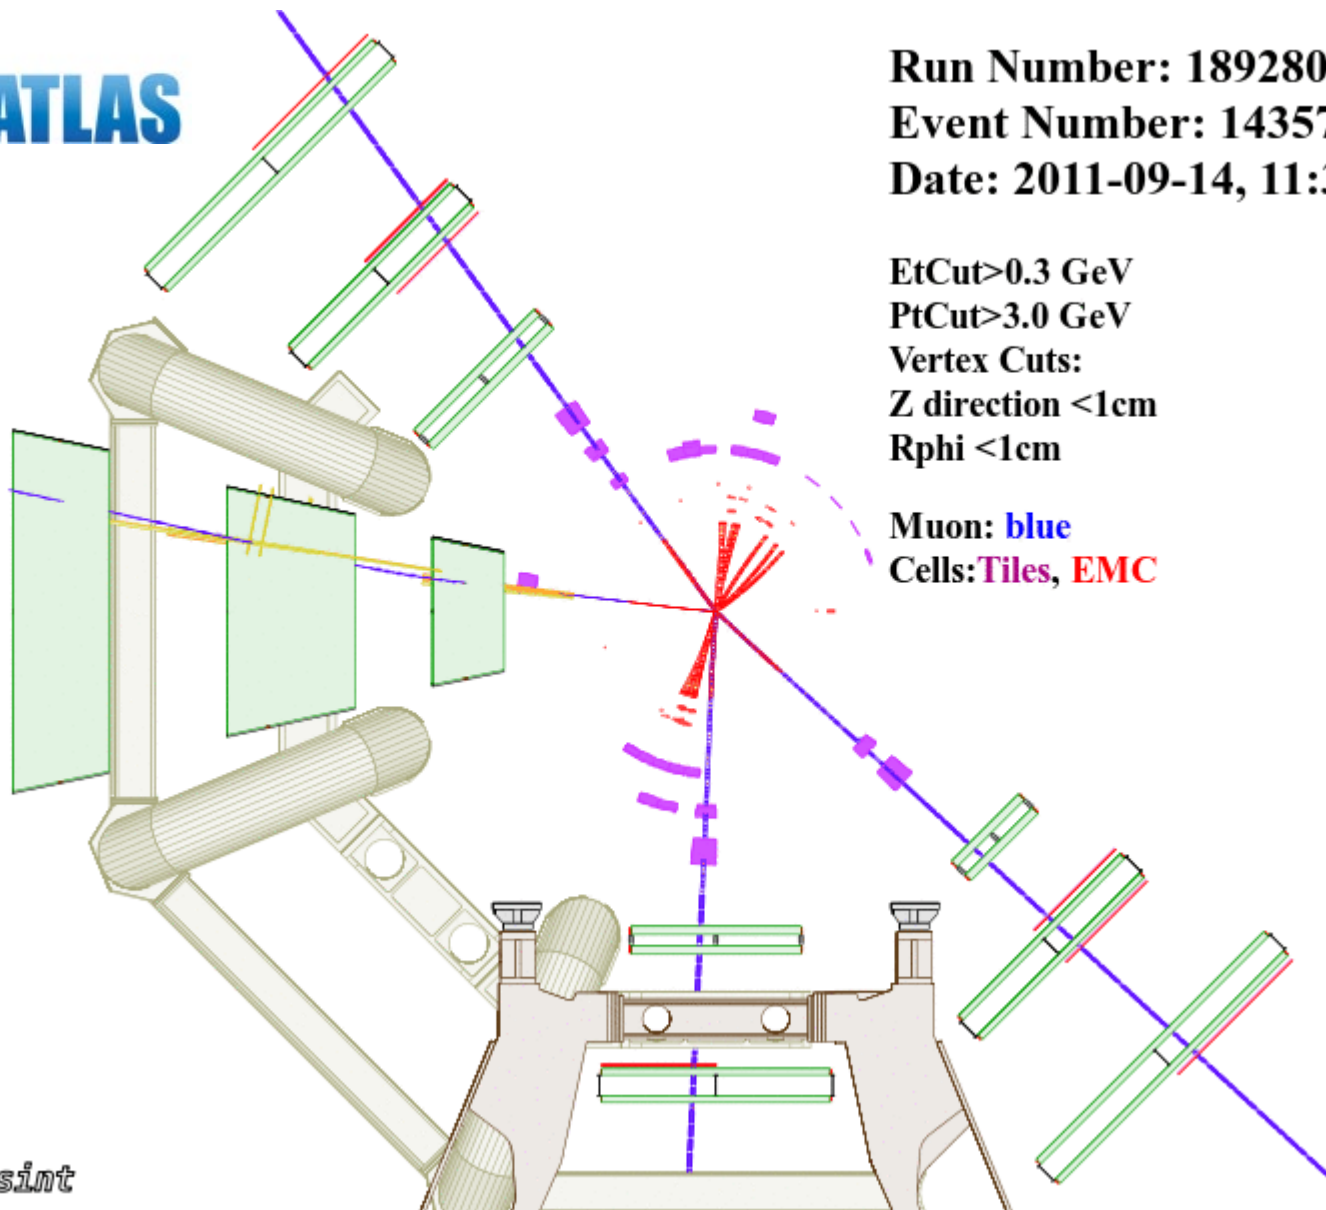 ATLAS
Run Number: 189280
Event Number: 14357
Date: 2011-09-14, 11:
EtCut>0.3 GeV
PtCut>3.0 GeV
Vertex Cuts:
Z direction <1cm
Rphi <1cm
Muon: blue
Cells:Tiles, EMC
sint